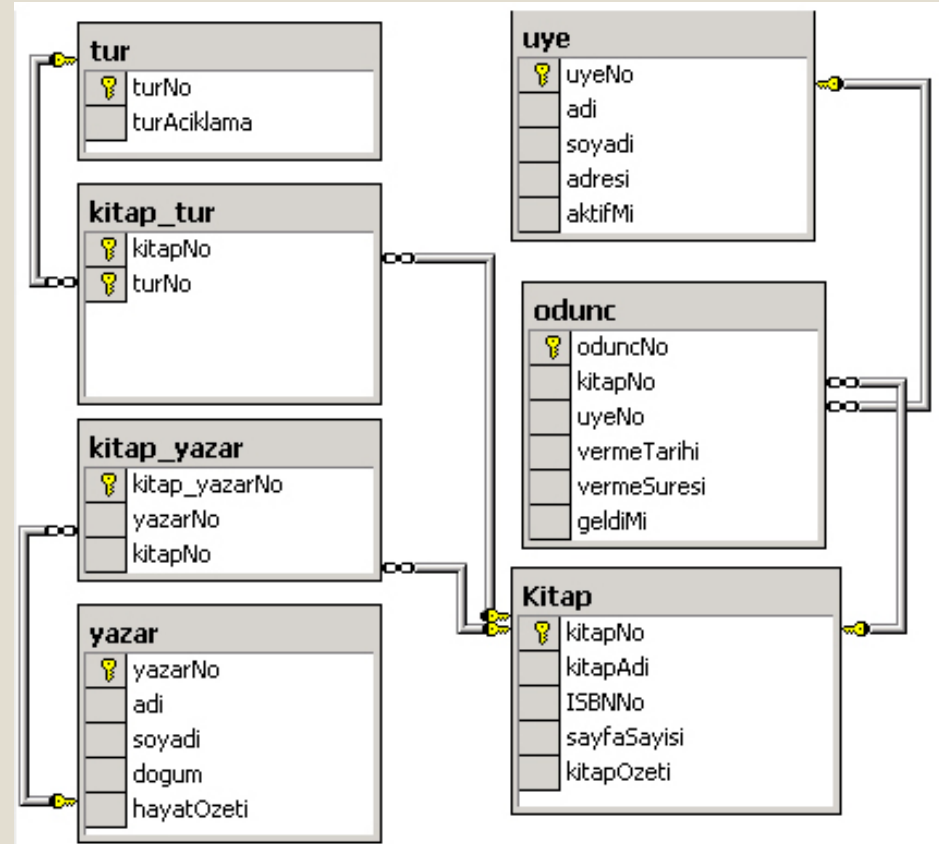 tur
turNo
turAciklama
kitap_tur
kitapNo
turNo
kitap_yazar
kitap_yazarNo
yazarNo
kitapNo
yazar
yazarNo
adi
soyadi
dogum
hayatOzeti
uye
uyeNo
adi
soyadi
adresi
aktifMi
odunc
oduncNo
kitapNo
uyeNo
vermeTarihi
vermeSuresi
geldiMi
Kitap
kitapNo
kitapAdi
ISBNNo
sayfaSayisi
kitapOzeti